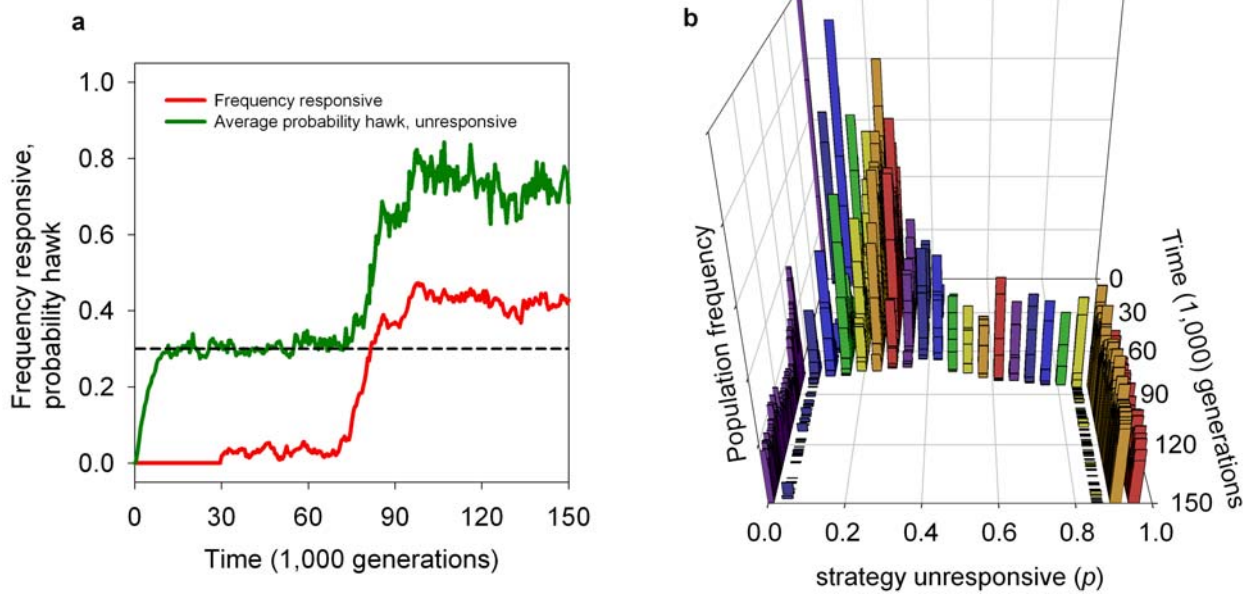 a
Frequency responsive,
probability hawk
1.0
0.8
0.6
0.4
0.2
0.0
Frequency responsive
Average probability hawk, unresponsive
0
30
60
90
120
150
Time (1,000 generations)
b
Population frequency
Time (1,000) generations
0
30
60
90
120
150
0.0
0.2
0.4
0.6
0.8
1.0
strategy unresponsive (p)